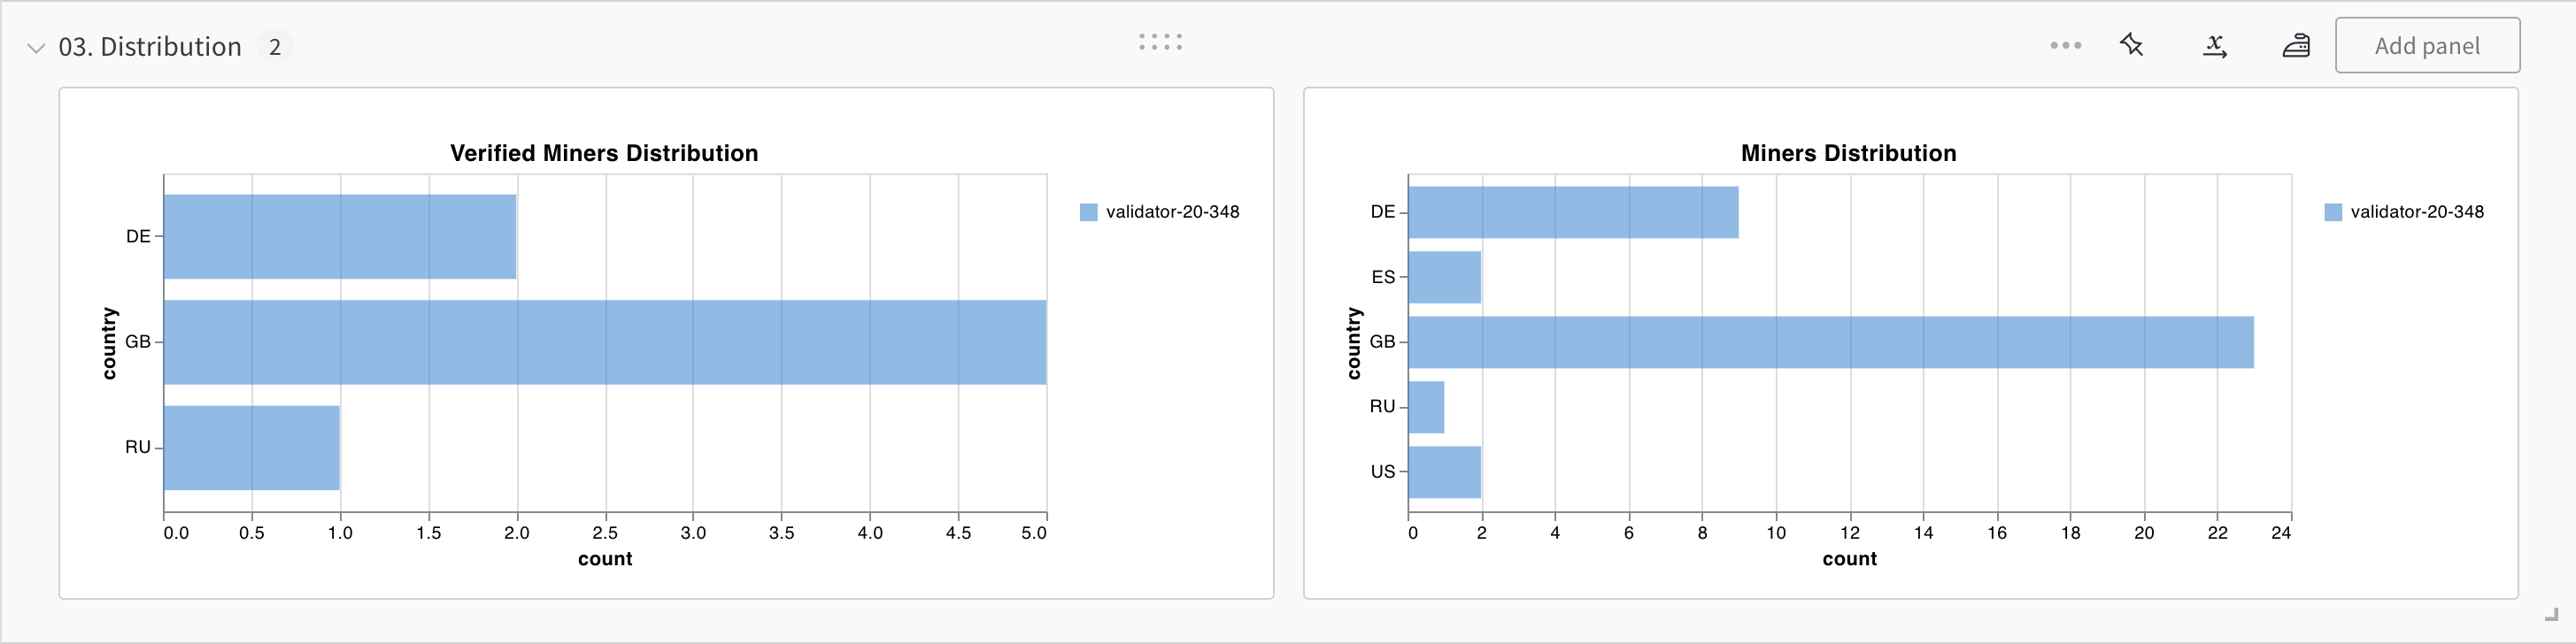 03. Distribution 2
Add panel
Verified Miners Distribution
validator-20-348
DE
GB
RU
country
0.0 0.5 1.0 1.5 2.0 2.5 3.0 3.5 4.0 4.5 5.0
count
Miners Distribution
validator-20-348
DE
ES
GB
RU
US
country
0 2 4 6 8 10 12 14 16 18 20 22 24
count